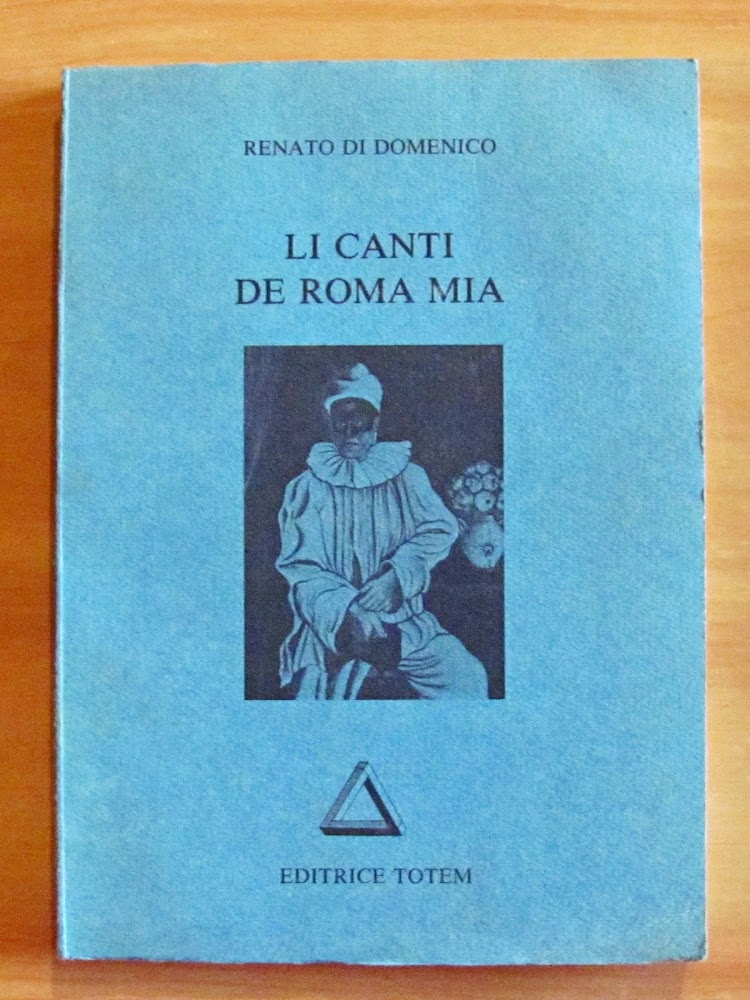 RENATO DI DOMENICO
LI CANTI
DE ROMA MIA
EDITRICE TOTEM